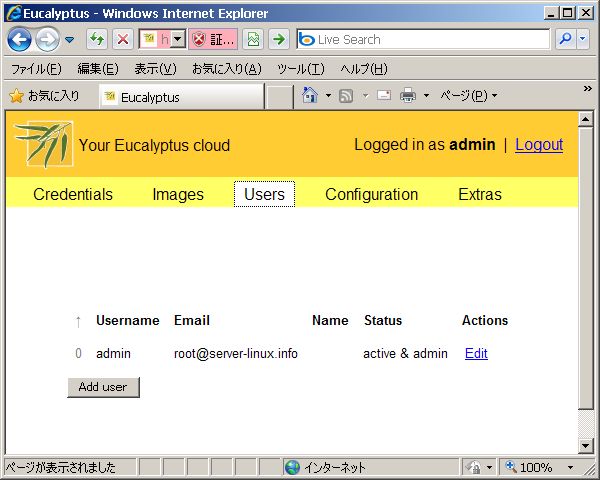 Eucalyptus - Windows Internet Explorer
h 証... Live Search
ファイル(F) 編集(E) 表示(V) お気に入り(A) ツール(T) ヘルプ(H)
お気に入り Eucalyptus ページ(P)
Your Eucalyptus cloud Logged in as admin | Logout
Credentials Images Users Configuration Extras
↑ Username Email Name Status Actions
0 admin root@server-linux.info active & admin Edit
Add user
ページが表示されました インターネット 100%